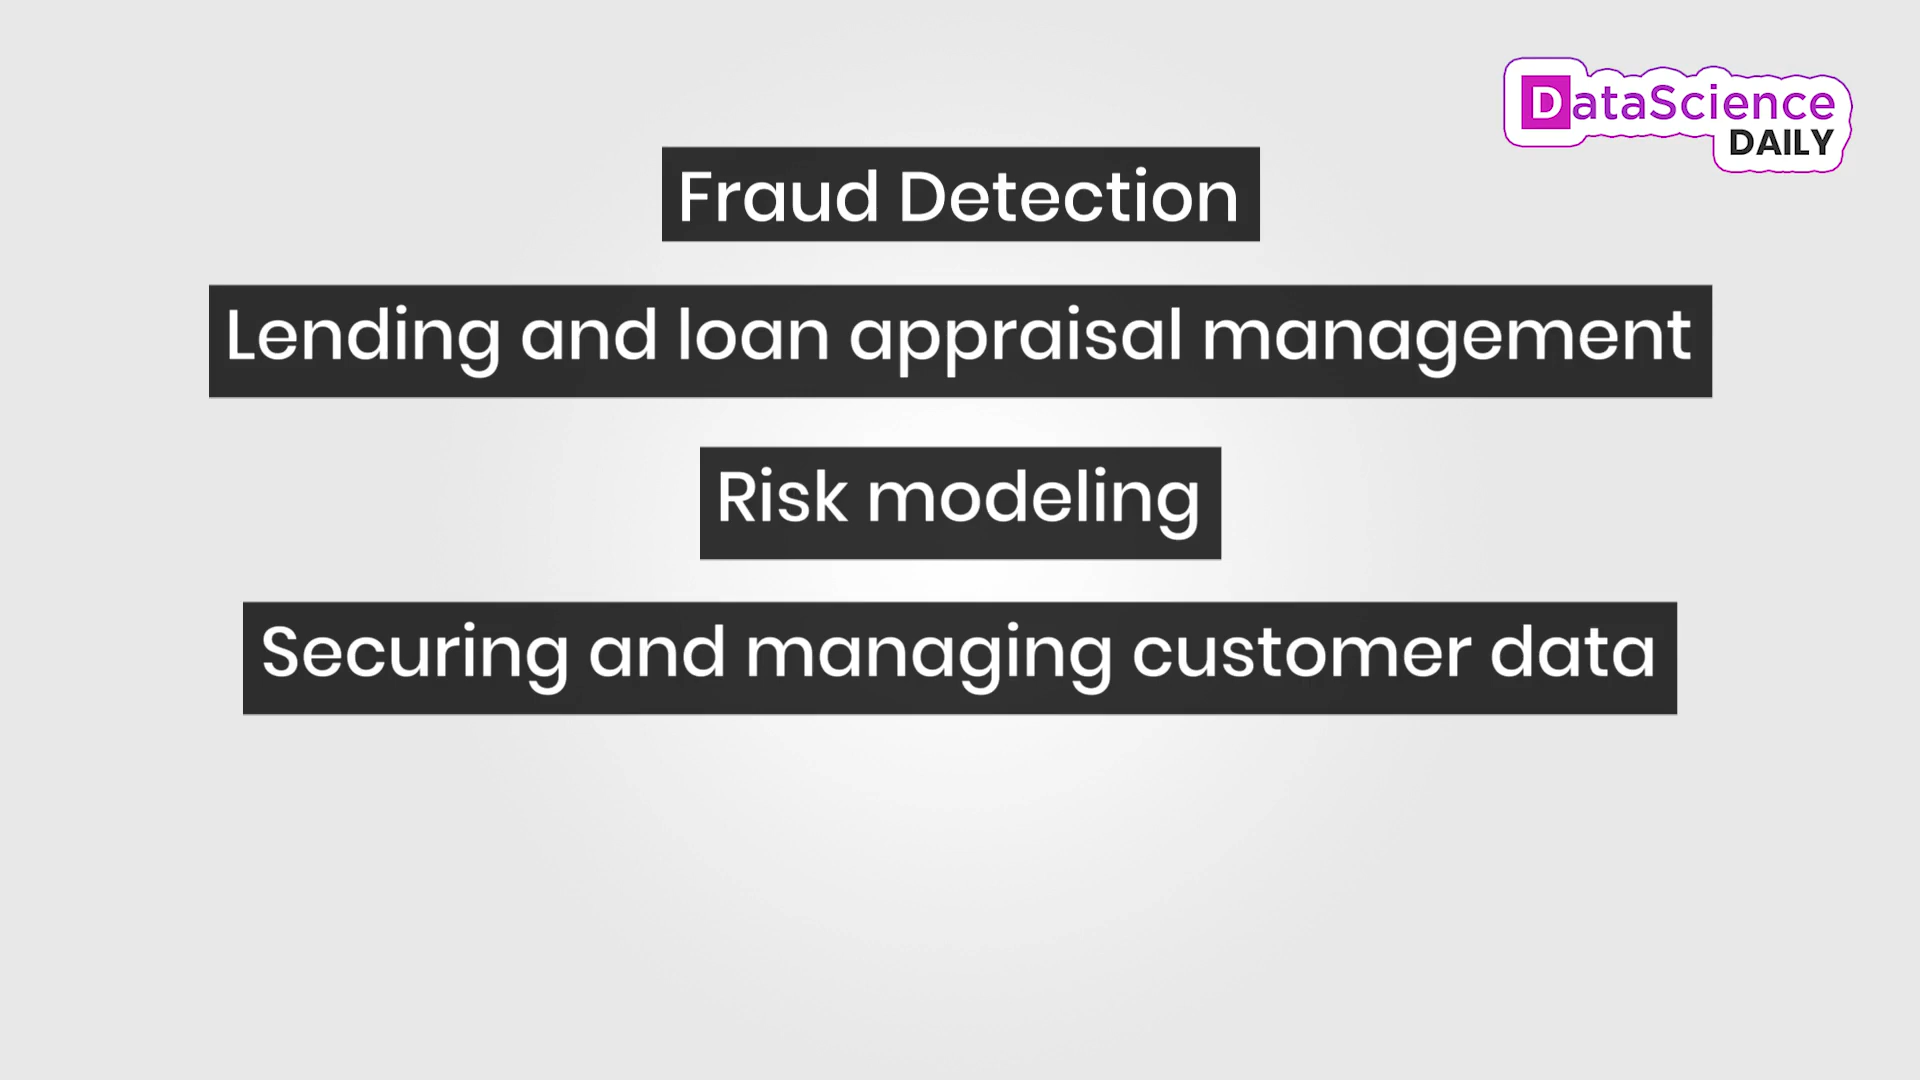 DataScience
DAILY
Fraud Detection
Lending and loan appraisal management
Risk modeling
Securing and managing customer data